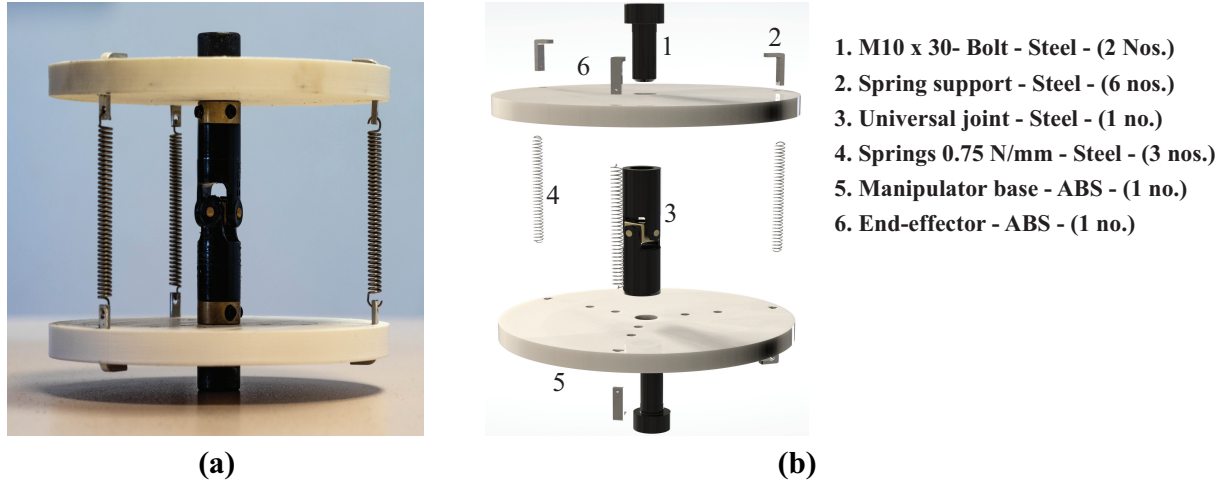 1
2
6
4
3
5
1. M10 x 30- Bolt - Steel - (2 Nos.)
2. Spring support - Steel - (6 nos.)
3. Universal joint - Steel - (1 no.)
4. Springs 0.75 N/mm - Steel - (3 nos.)
5. Manipulator base - ABS - (1 no.)
6. End-effector - ABS - (1 no.)
(a)
(b)